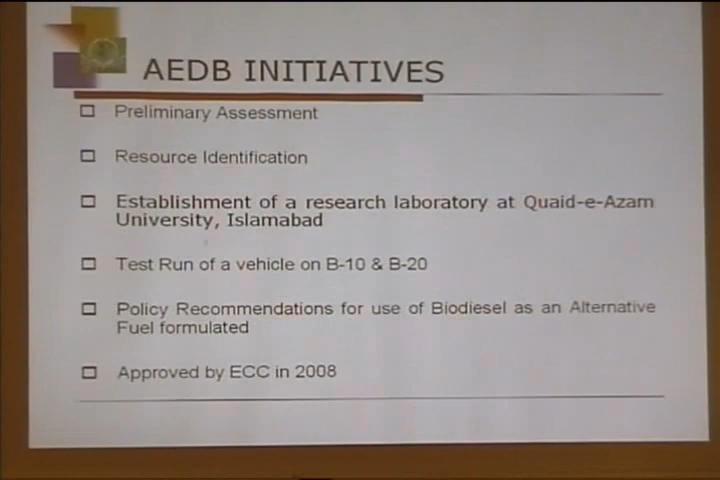 AEDB INITIATIVES
Preliminary Assessment
Resource Identification
Establishment of a research laboratory at Quaid-e-Azam
University, Islamabad
Test Run of a vehicle on B-10 & B-20
Policy Recommendations for use of Biodiesel as an Alternative
Fuel formulated
Approved by ECC in 2008